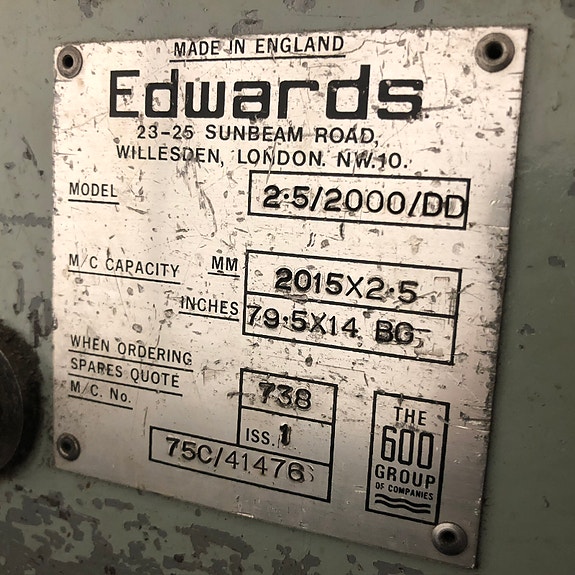 MADE IN ENGLAND
Edwards
23-25 SUNBEAM ROAD,
WILLESDEN, LONDON. NW.10.
MODEL 2·5/2000/DD
M/C CAPACITY MM 2015X2·5
INCHES 79·5X14 BG
WHEN ORDERING
SPARES QUOTE
M/C. No.
738
ISS. 1
75C/41476
THE
600
GROUP
OF COMPANIES